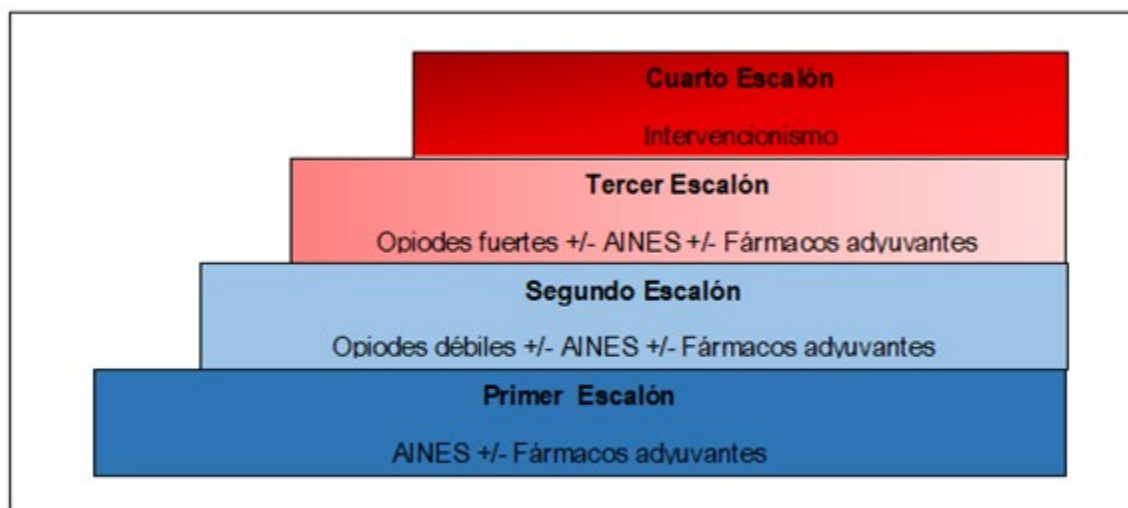 Cuarto Escalón
Intervencionismo
Tercer Escalón
Opiodes fuertes +/- AINES +/- Fármacos adyuvantes
Segundo Escalón
Opiodes débiles +/- AINES +/- Fármacos adyuvantes
Primer Escalón
AINES +/- Fármacos adyuvantes